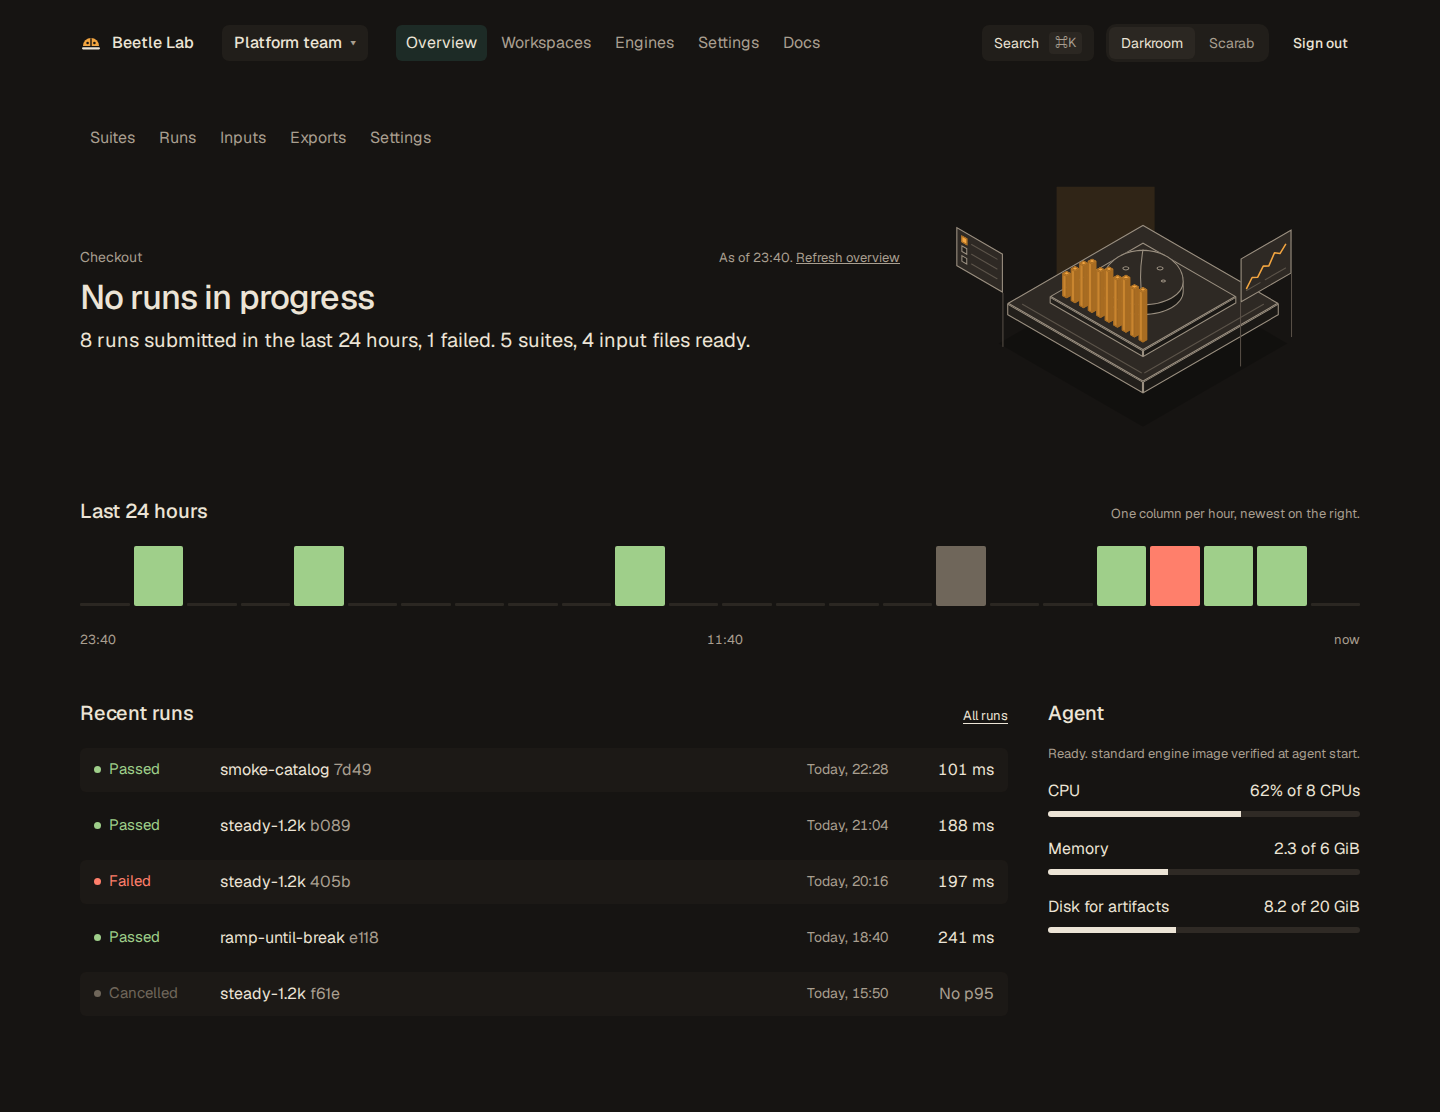 Beetle Lab
Platform team
Overview
Workspaces
Engines
Settings
Docs
Search ⌘K
Darkroom
Scarab
Sign out
Suites
Runs
Inputs
Exports
Settings
Checkout
As of 23:40. Refresh overview
No runs in progress
8 runs submitted in the last 24 hours, 1 failed. 5 suites, 4 input files ready.
Last 24 hours
One column per hour, newest on the right.
23:40
11:40
now
Recent runs
All runs
Passed smoke-catalog 7d49 Today, 22:28 101 ms
Passed steady-1.2k b089 Today, 21:04 188 ms
Failed steady-1.2k 405b Today, 20:16 197 ms
Passed ramp-until-break e118 Today, 18:40 241 ms
Cancelled steady-1.2k f61e Today, 15:50 No p95
Agent
Ready. standard engine image verified at agent start.
CPU 62% of 8 CPUs
Memory 2.3 of 6 GiB
Disk for artifacts 8.2 of 20 GiB